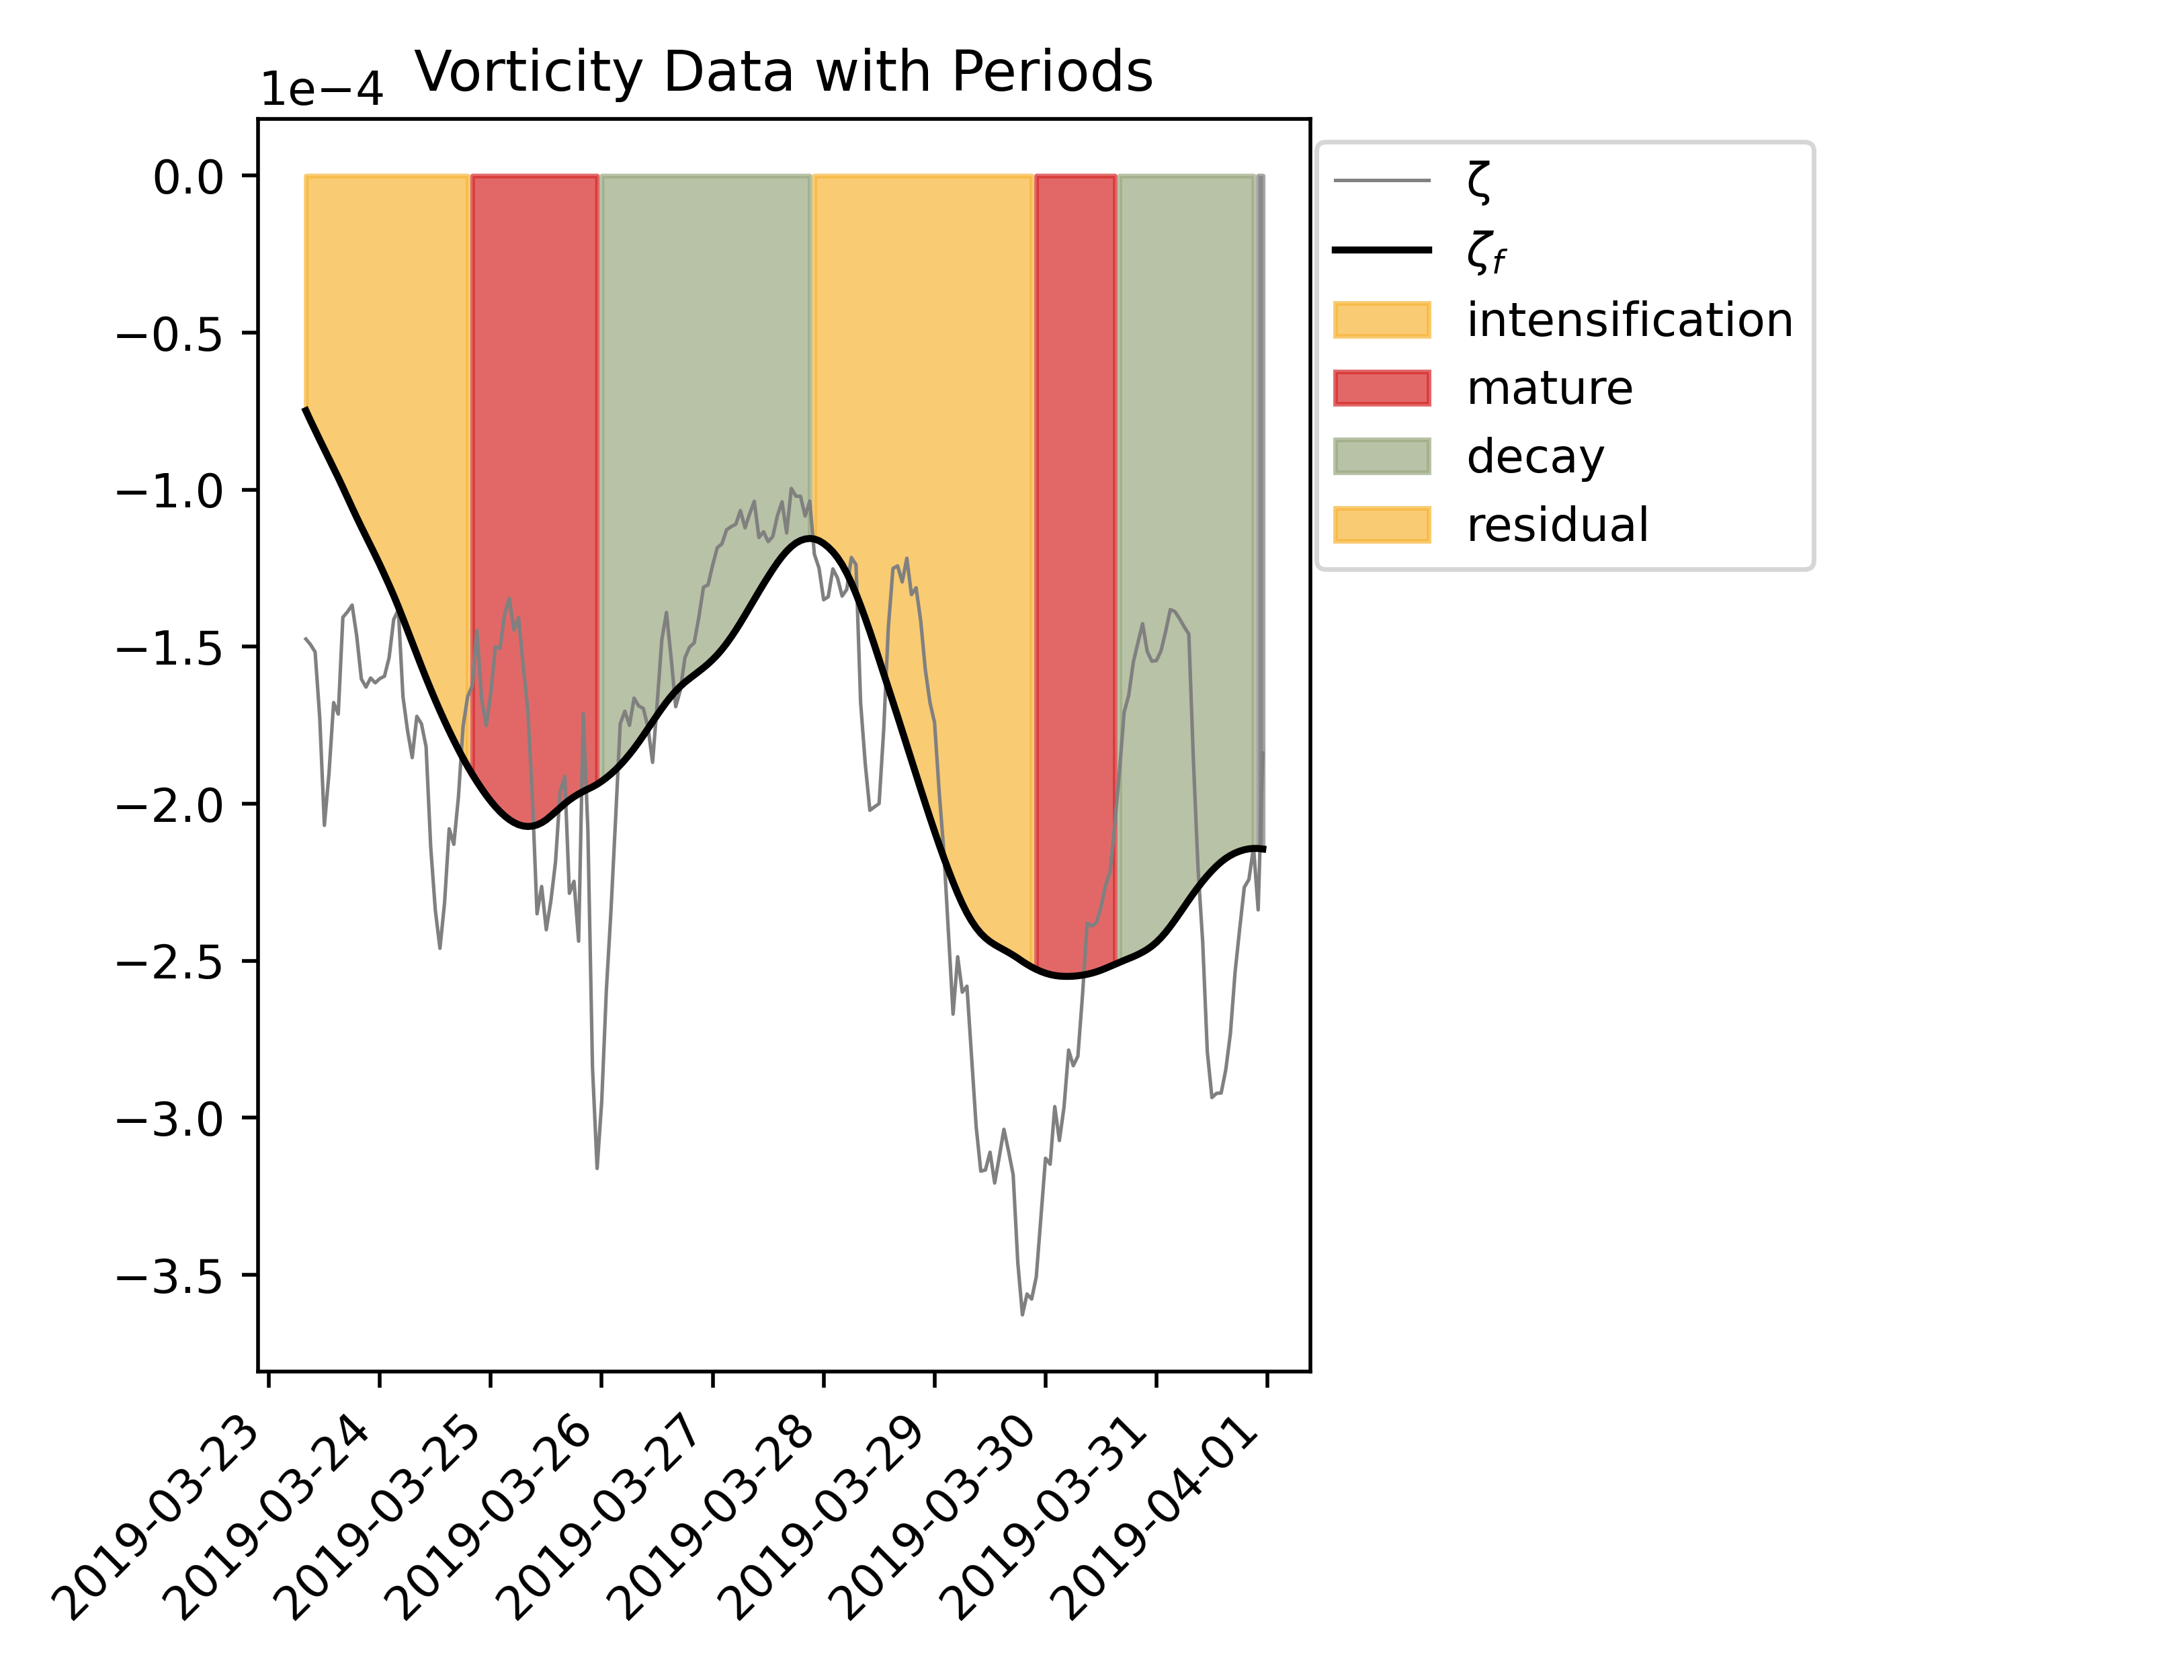 Vorticity Data with Periods
1e−4
0.0
−0.5
−1.0
−1.5
−2.0
−2.5
−3.0
−3.5
2019-03-23
2019-03-24
2019-03-25
2019-03-26
2019-03-27
2019-03-28
2019-03-29
2019-03-30
2019-03-31
2019-04-01
ζ
ζf
intensification
mature
decay
residual